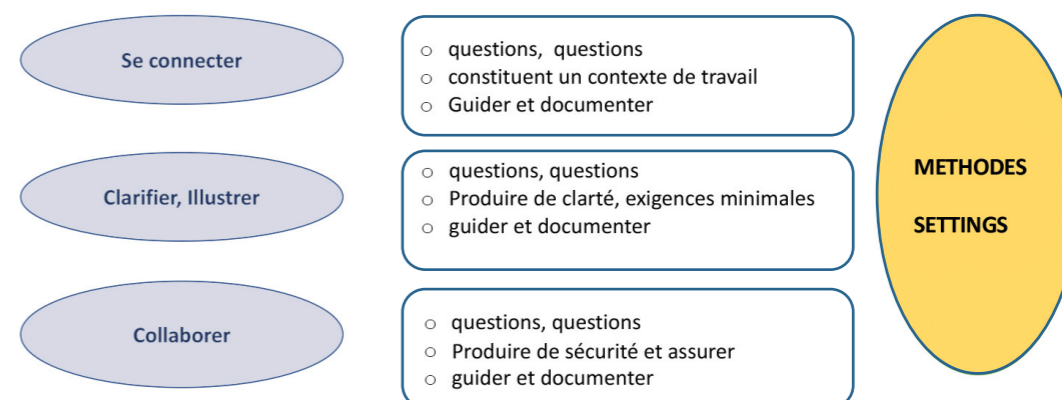 Se connecter
○ questions, questions
○ constituent un contexte de travail
○ Guider et documenter
Clarifier, Illustrer
○ questions, questions
○ Produire de clarté, exigences minimales
○ guider et documenter
Collaborer
○ questions, questions
○ Produire de sécurité et assurer
○ guider et documenter
METHODES
SETTINGS